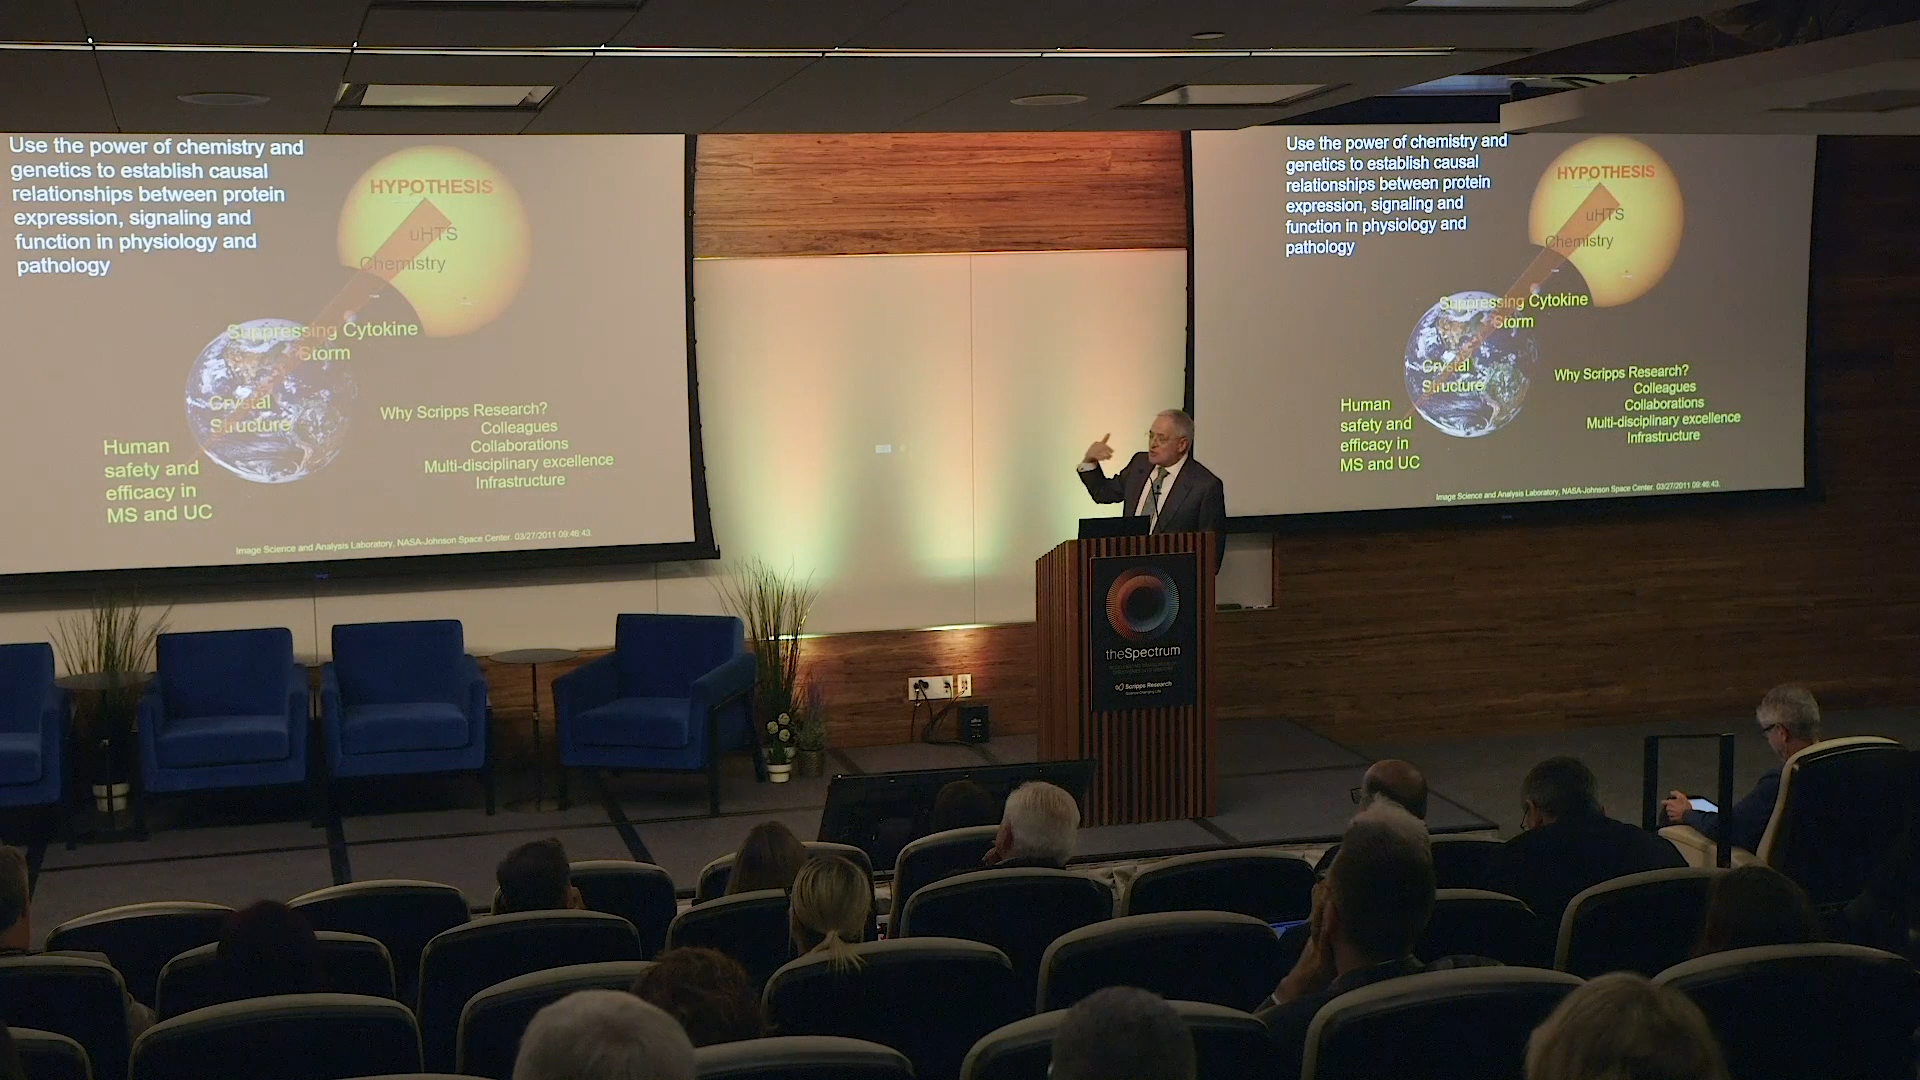 Use the power of chemistry and
genetics to establish causal
relationships between protein
expression, signaling and
function in physiology and
pathology
HYPOTHESIS
uHTS
Chemistry
Suppressing Cytokine
Storm
Crystal
Structure
Human
safety and
efficacy in
MS and UC
Why Scripps Research?
Colleagues
Collaborations
Multi-disciplinary excellence
Infrastructure
Image Science and Analysis Laboratory, NASA-Johnson Space Center. 03/27/2011 09:46:43.
Use the power of chemistry and
genetics to establish causal
relationships between protein
expression, signaling and
function in physiology and
pathology
HYPOTHESIS
uHTS
Chemistry
Suppressing Cytokine
Storm
Crystal
Structure
Human
safety and
efficacy in
MS and UC
Why Scripps Research?
Colleagues
Collaborations
Multi-disciplinary excellence
Infrastructure
Image Science and Analysis Laboratory, NASA-Johnson Space Center. 03/27/2011 09:46:43.
theSpectrum
Scripps Research